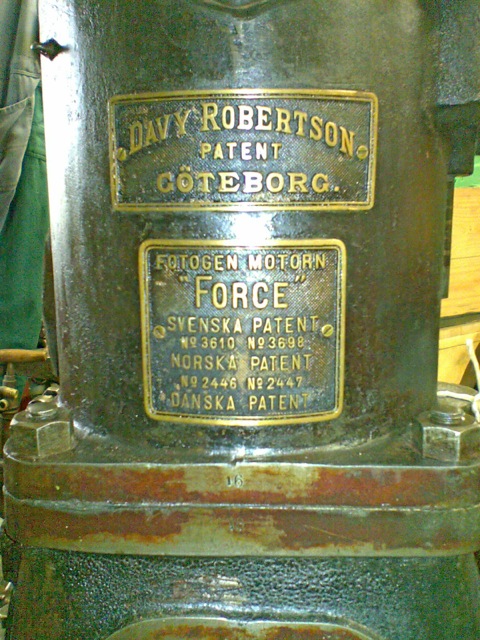 DAVY ROBERTSON
PATENT
GÖTEBORG.
FOTOGEN MOTORN
"FORCE"
SVENSKA PATENT
No 3610 No 3698
NORSKA PATENT
No 2446 No 2447
DANSKA PATENT
16